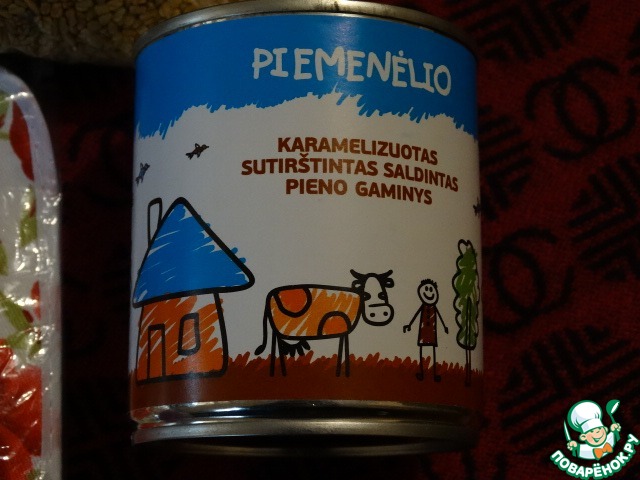 PIEMENĖLIO
KARAMELIZUOTAS
SUTIRŠTINTAS SALDINTAS
PIENO GAMINYS
ПОВАРЁНОК.РУ